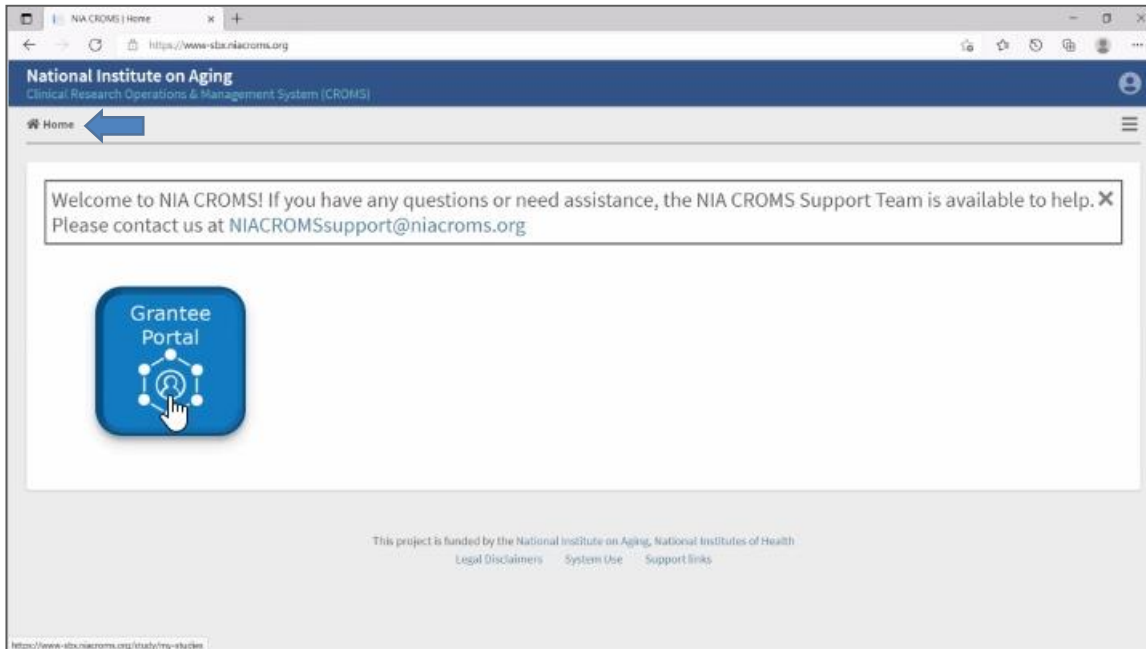 NIA CROMS | Home
https://www-sbx.niacroms.org
National Institute on Aging
Clinical Research Operations & Management System (CROMS)
Home
Welcome to NIA CROMS! If you have any questions or need assistance, the NIA CROMS Support Team is available to help.
Please contact us at NIACROMSsupport@niacroms.org
Grantee
Portal
This project is funded by the National Institute on Aging, National Institutes of Health
Legal Disclaimers System Use Support links
https://www-sbx.niacroms.org/study/my-studies